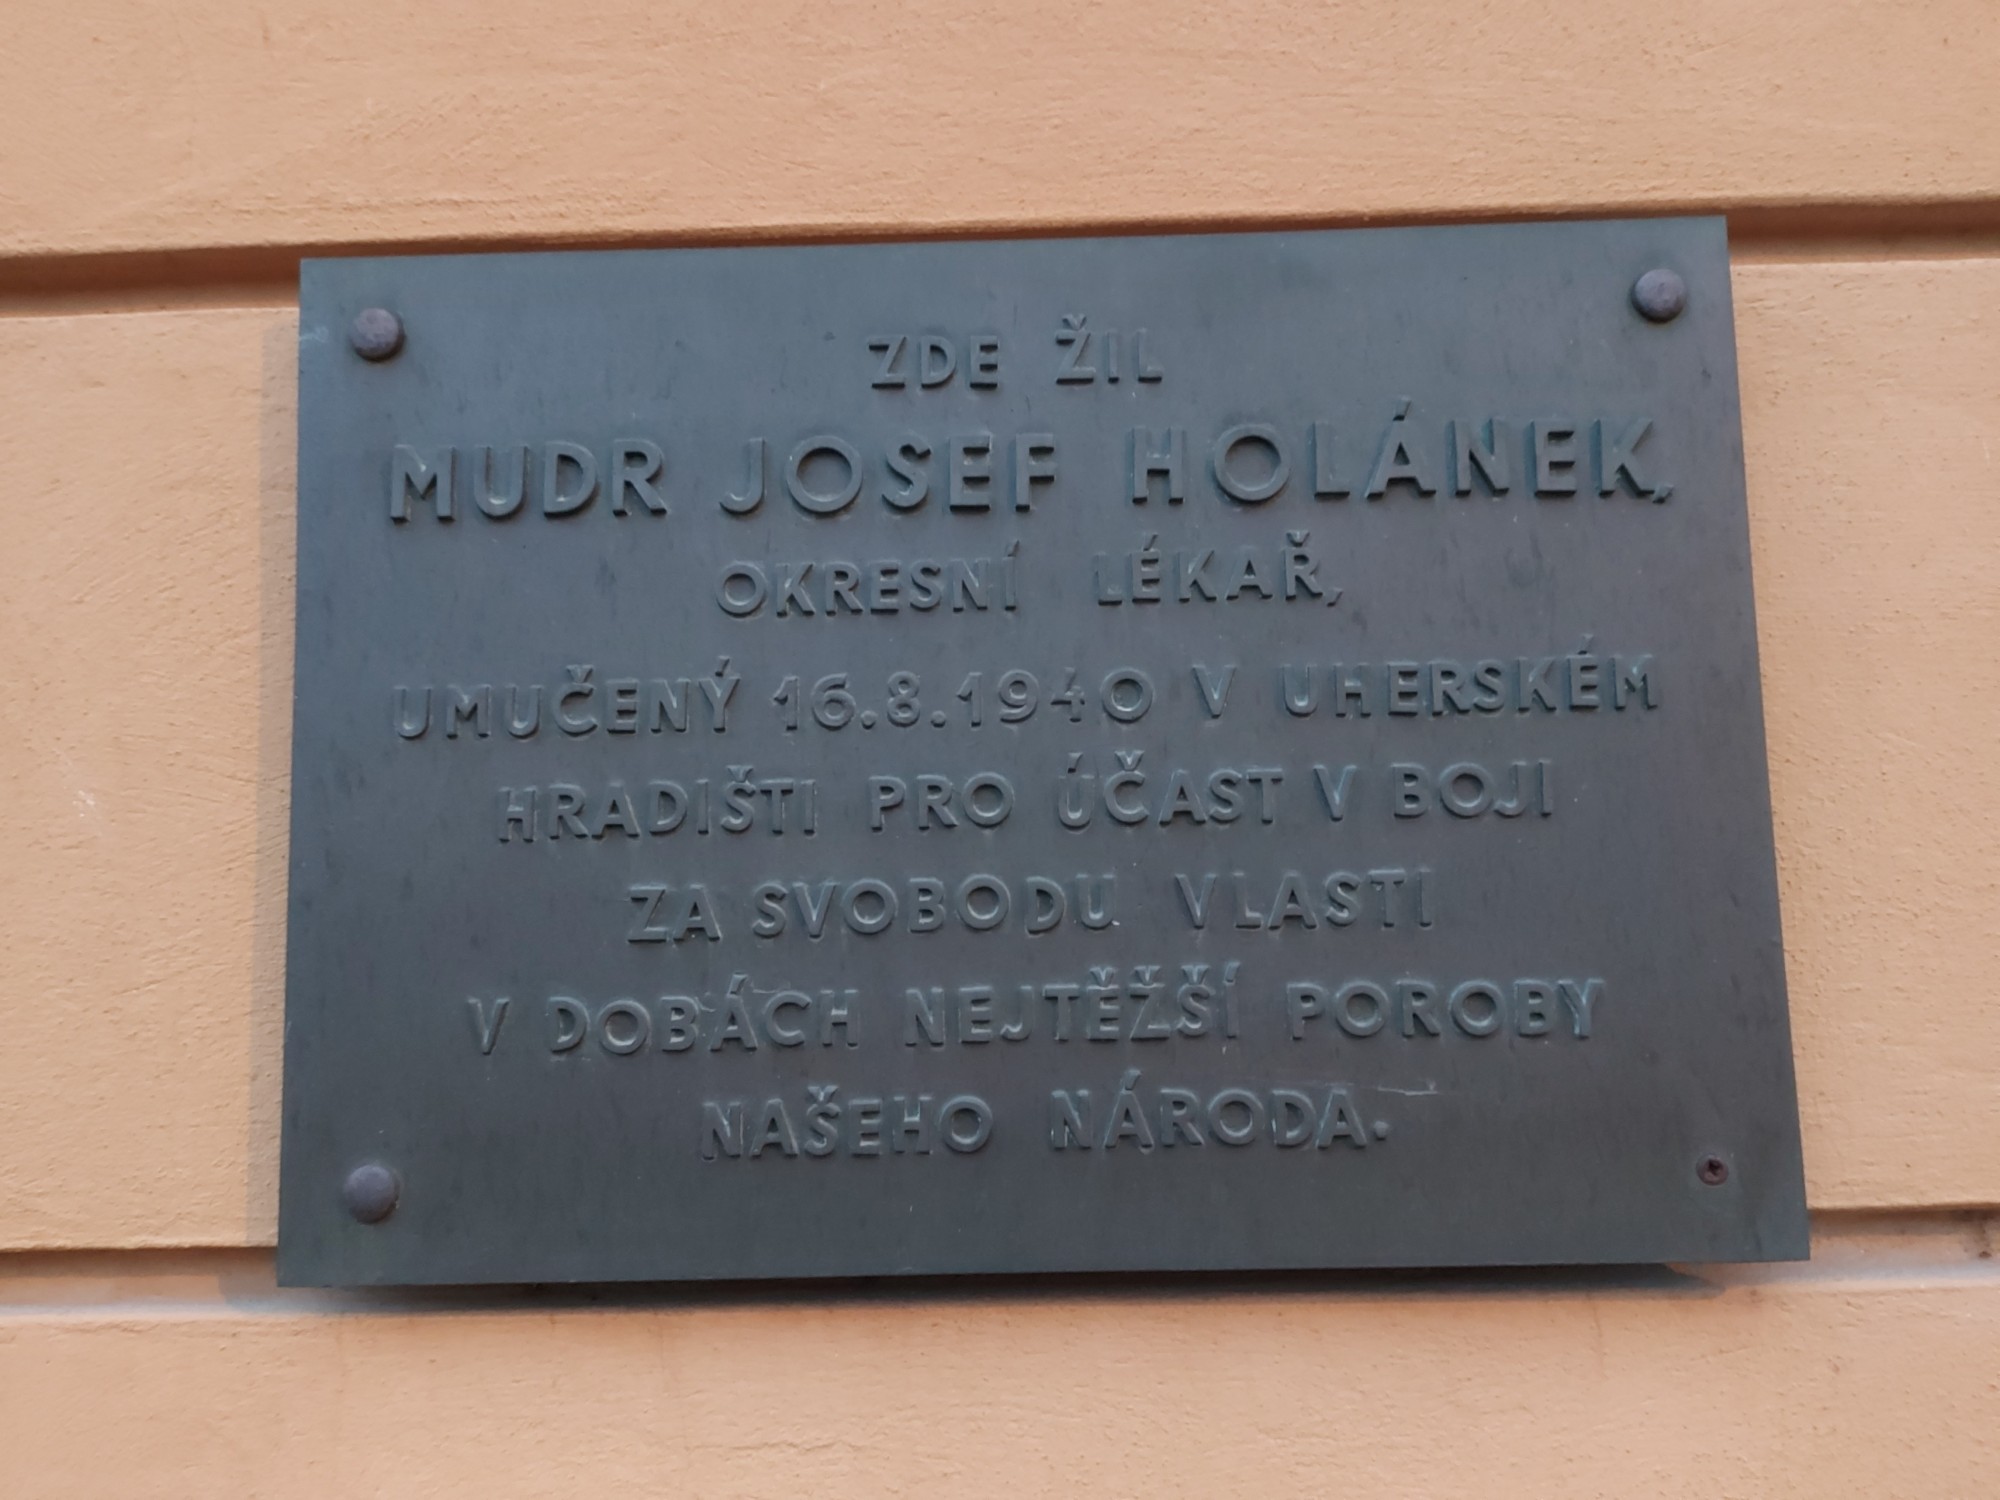 ZDE ŽIL
MUDR JOSEF HOLÁNEK,
OKRESNÍ LÉKAŘ,
UMUČENÝ 16.8.1940 V UHERSKÉM
HRADIŠTI PRO ÚČAST V BOJI
ZA SVOBODU VLASTI
V DOBÁCH NEJTĚŽŠÍ POROBY
NAŠEHO NÁRODA.